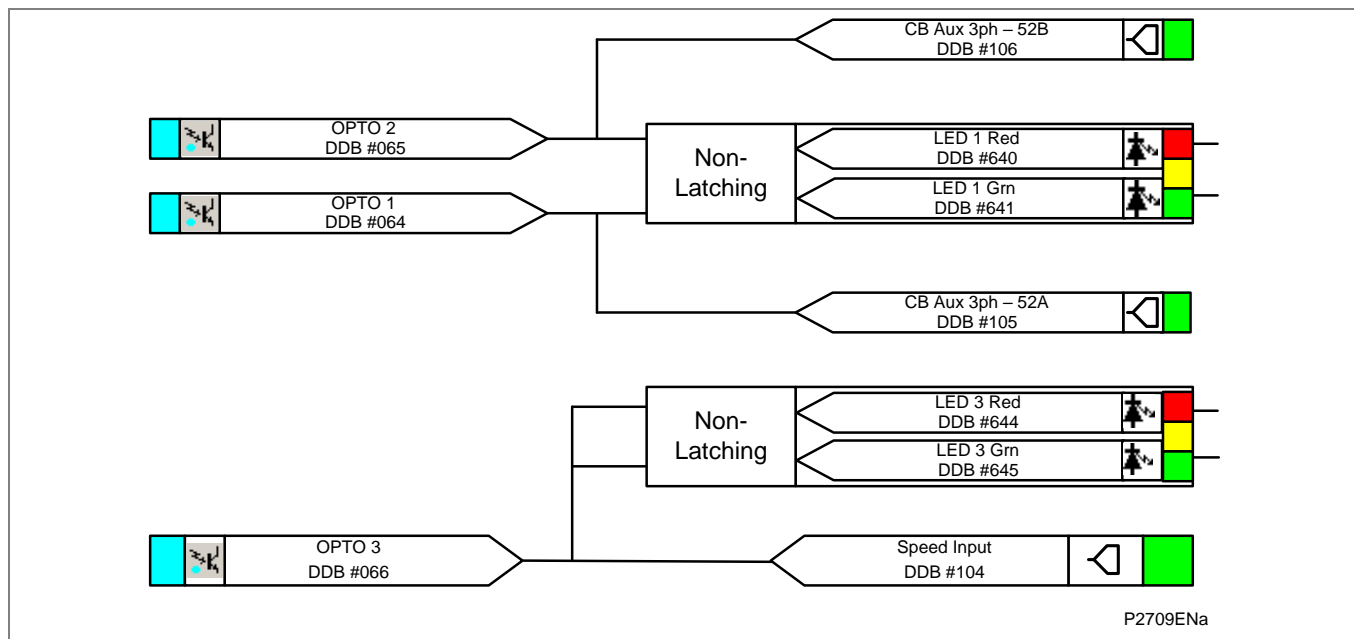 CB Aux 3ph – 52B
DDB #106
OPTO 2
DDB #065
Non-
Latching
LED 1 Red
DDB #640
LED 1 Grn
DDB #641
OPTO 1
DDB #064
CB Aux 3ph – 52A
DDB #105
Non-
Latching
LED 3 Red
DDB #644
LED 3 Grn
DDB #645
OPTO 3
DDB #066
Speed Input
DDB #104
P2709ENa